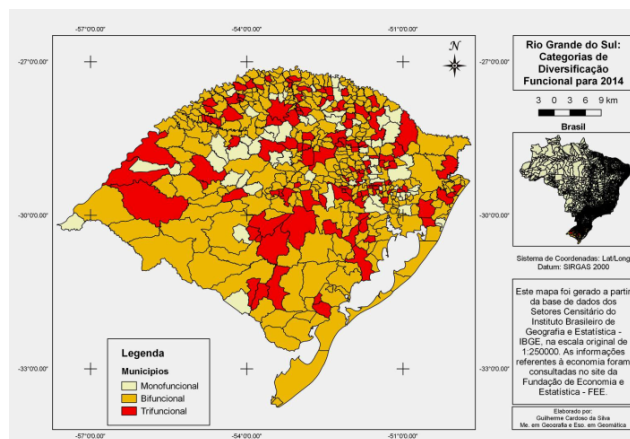 -57°0'0.00"
-54°0'0.00"
-51°0'0.00"
N
-27°0'0.00"
-27°0'0.00"
-30°0'0.00"
-30°0'0.00"
-33°0'0.00"
-33°0'0.00"
Legenda
Municípios
Monofuncional
Bifuncional
Trifuncional
-57°0'0.00"
-54°0'0.00"
-51°0'0.00"
Rio Grande do Sul:
Categorias de
Diversificação
Funcional para 2014
3 0 3 6 9 km
Brasil
Sistema de Coordenadas: Lat/Long
Datum: SIRGAS 2000
Este mapa foi gerado a partir
da base de dados dos
Setores Censitário do
Instituto Brasileiro de
Geografia e Estatística -
IBGE, na escala original de
1:250000. As informações
referentes à economia foram
consultadas no site da
Fundação de Economia e
Estatística - FEE.
Elaborado por:
Guilherme Cardoso da Silva
Me. em Geografia e Esp. em Geomática